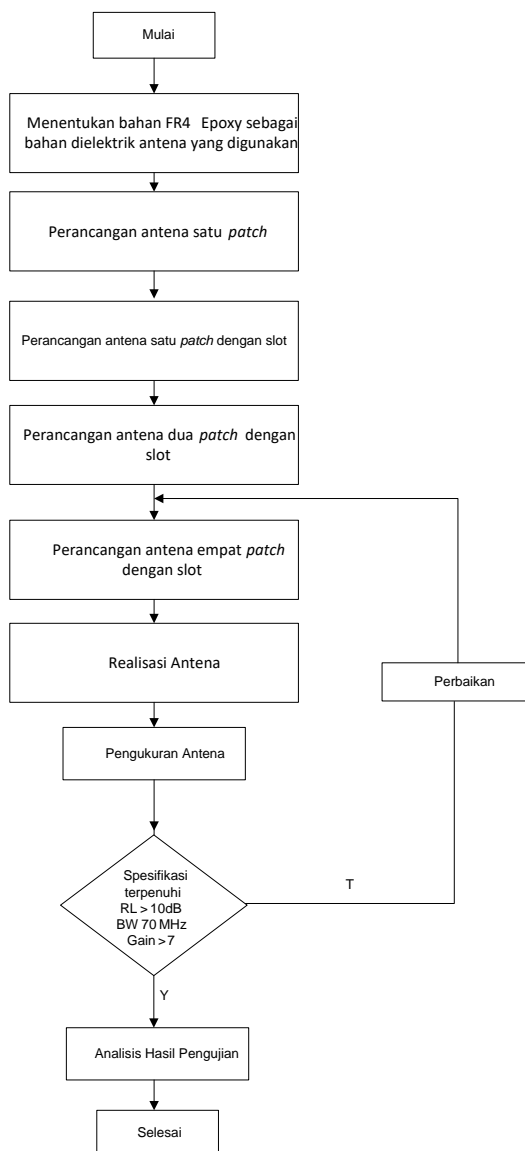 Mulai
Menentukan bahan FR4 Epoxy sebagai
bahan dielektrik antena yang digunakan
Perancangan antena satu patch
Perancangan antena satu patch dengan slot
Perancangan antena dua patch dengan
slot
Perancangan antena empat patch
dengan slot
Realisasi Antena
Perbaikan
Pengukuran Antena
Spesifikasi
terpenuhi
RL > 10dB
BW 70 MHz
Gain > 7
T
Y
Analisis Hasil Pengujian
Selesai